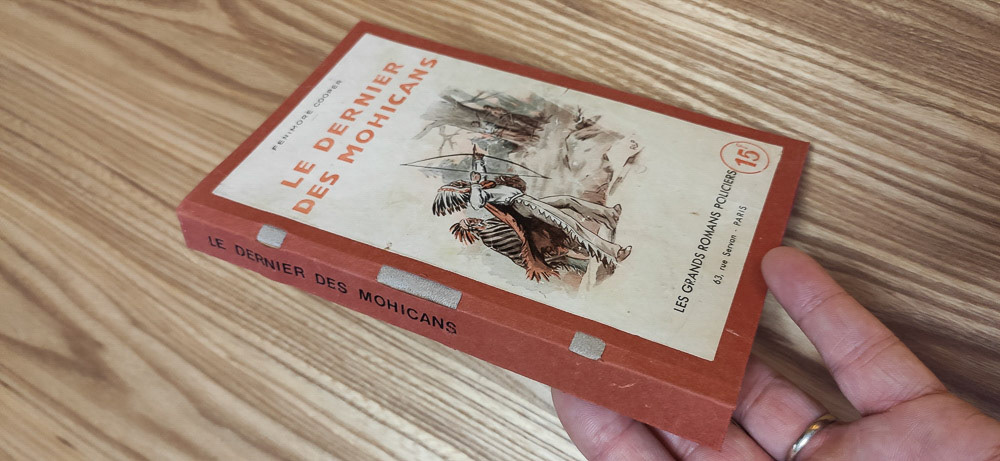 FENIMORE COOPER
LE DERNIER
DES MOHICANS
LES GRANDS ROMANS POLICIERS
63, rue Servan - PARIS
15F
LE DERNIER DES MOHICANS